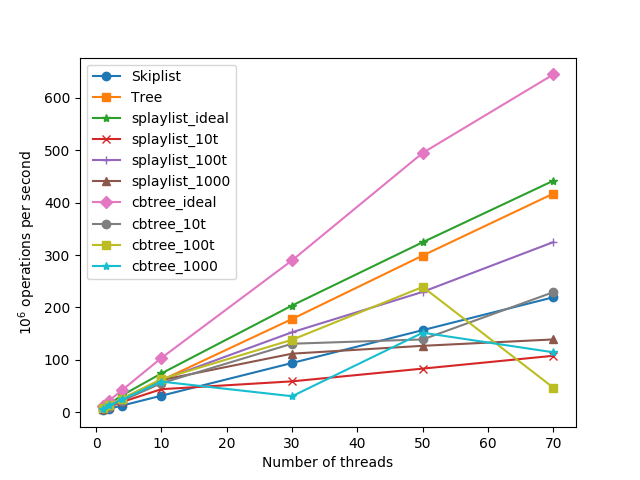 Skiplist
Tree
splaylist_ideal
splaylist_10t
splaylist_100t
splaylist_1000
cbtree_ideal
cbtree_10t
cbtree_100t
cbtree_1000
10⁶ operations per second
600
500
400
300
200
100
0
0 10 20 30 40 50 60 70
Number of threads